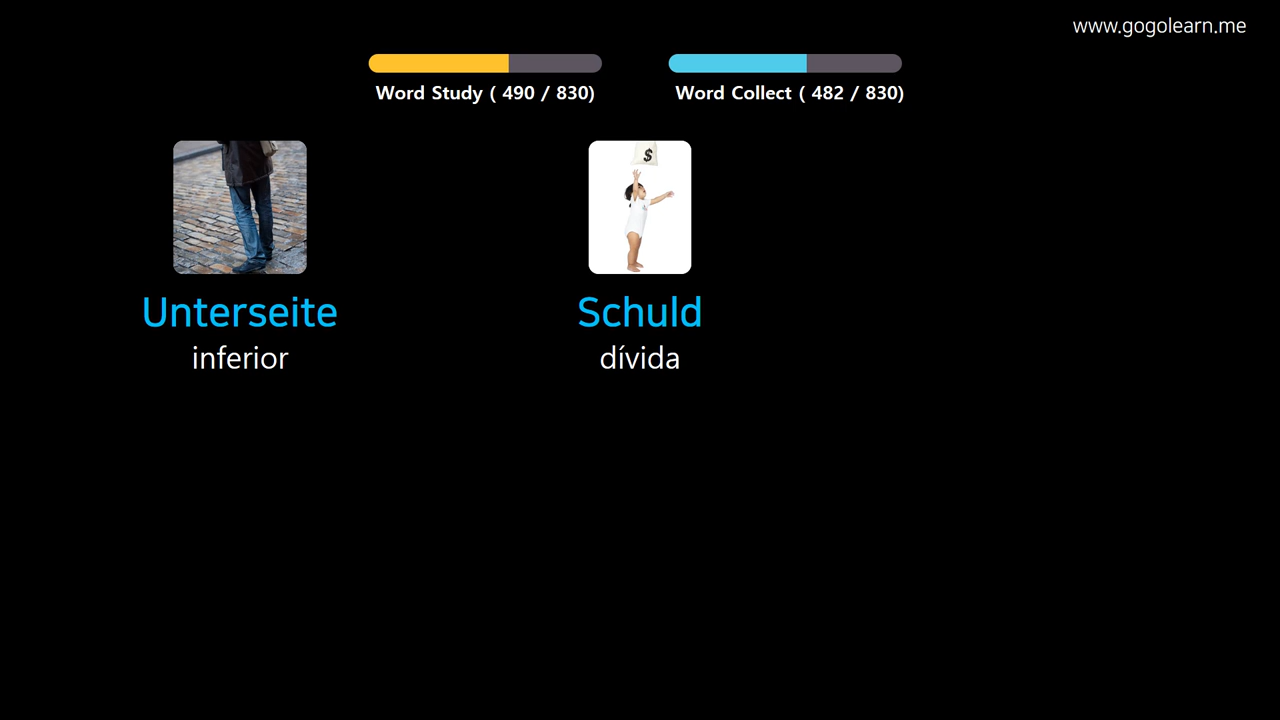 www.gogolearn.me
Word Study ( 490 / 830)
Word Collect ( 482 / 830)
$
Unterseite
Schuld
inferior
dívida